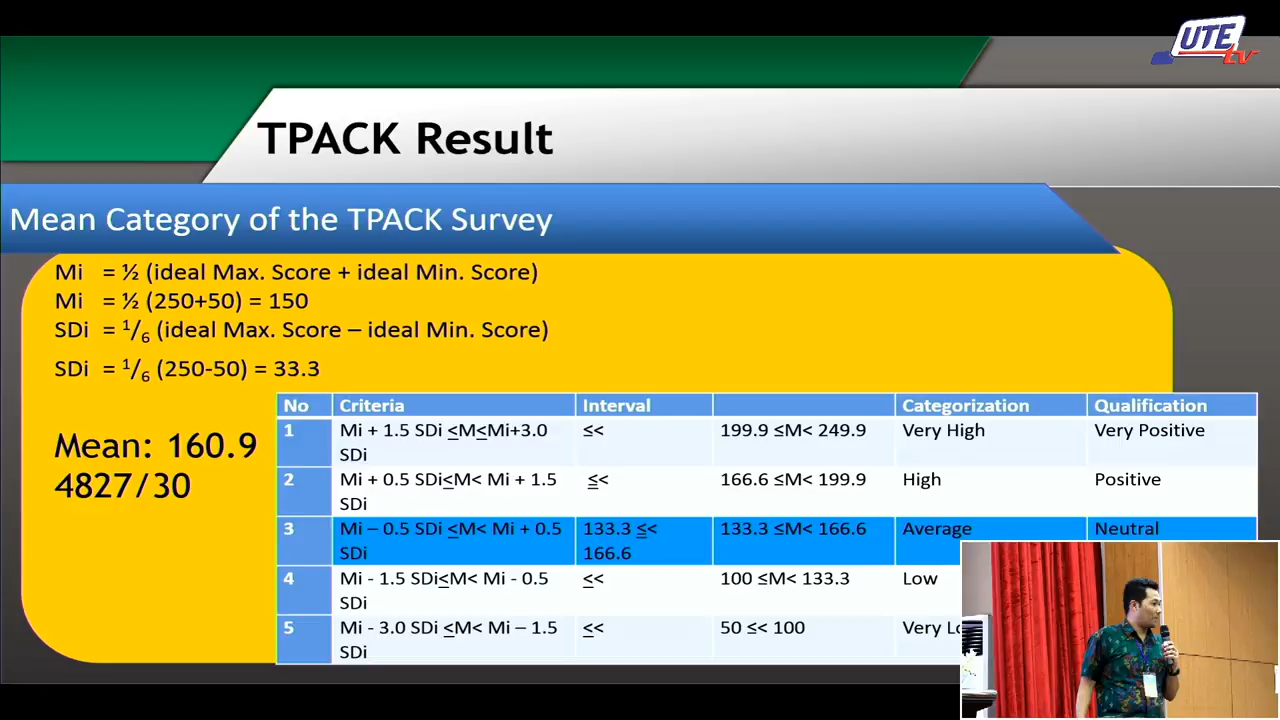 UTE
tv
TPACK Result
Mean Category of the TPACK Survey
Mi = ½ (ideal Max. Score + ideal Min. Score)
Mi = ½ (250+50) = 150
SDi = 1/6 (ideal Max. Score – ideal Min. Score)
SDi = 1/6 (250-50) = 33.3
Mean: 160.9
4827/30
No Criteria Interval Categorization Qualification
1 Mi + 1.5 SDi ≤M≤Mi+3.0 ≤< 199.9 ≤M< 249.9 Very High Very Positive
SDi
2 Mi + 0.5 SDi≤M< Mi + 1.5 ≤< 166.6 ≤M< 199.9 High Positive
SDi
3 Mi – 0.5 SDi ≤M< Mi + 0.5 133.3 ≤< 133.3 ≤M< 166.6 Average Neutral
SDi 166.6
4 Mi - 1.5 SDi≤M< Mi - 0.5 ≤< 100 ≤M< 133.3 Low
SDi
5 Mi - 3.0 SDi ≤M< Mi – 1.5 ≤< 50 ≤< 100 Very
SDi